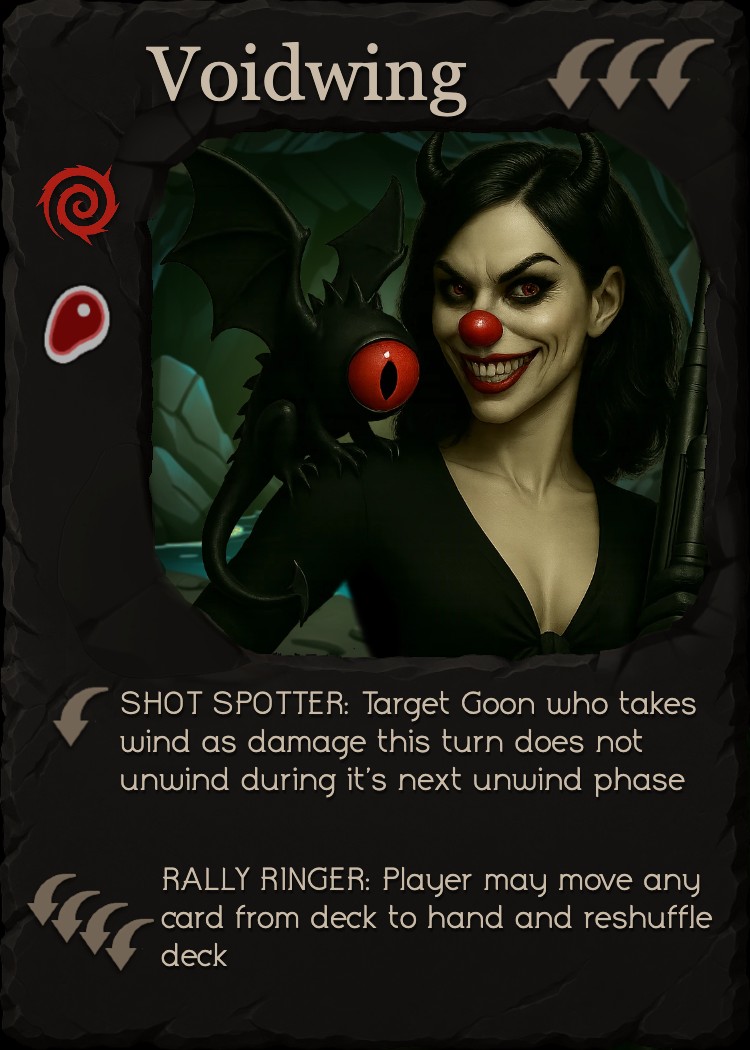 Voidwing
SHOT SPOTTER: Target Goon who takes
wind as damage this turn does not
unwind during it's next unwind phase
RALLY RINGER: Player may move any
card from deck to hand and reshuffle
deck